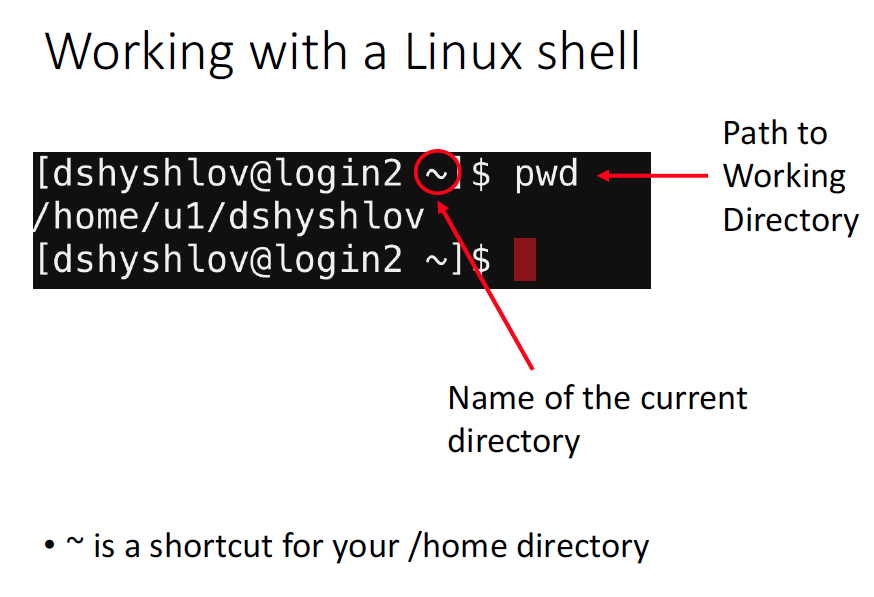 Working with a Linux shell
[dshyshlov@login2 ~]$ pwd
/home/u1/dshyshlov
[dshyshlov@login2 ~]$
Path to
Working
Directory
Name of the current
directory
• ~ is a shortcut for your /home directory